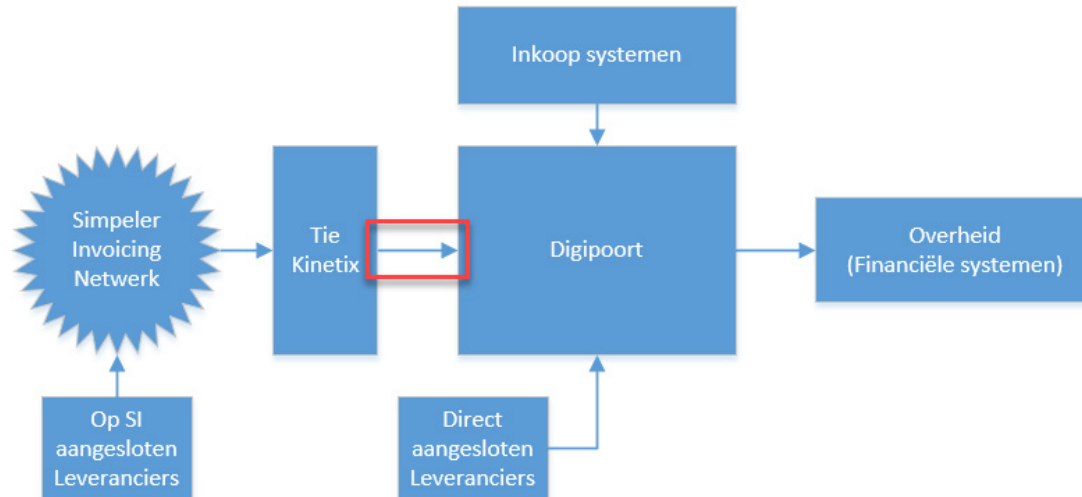 Inkoop systemen
Simpeler
Invoicing
Netwerk
Tie
Kinetix
Digipoort
Overheid
(Financiële systemen)
Op SI
aangesloten
Leveranciers
Direct
aangesloten
Leveranciers